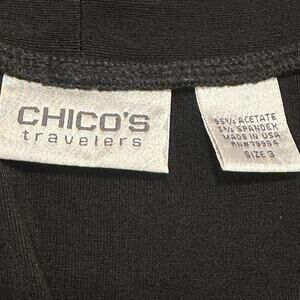 CHICO'S
travelers
95% ACETATE
5% SPANDEX
MADE IN USA
RN#79984
SIZE 3